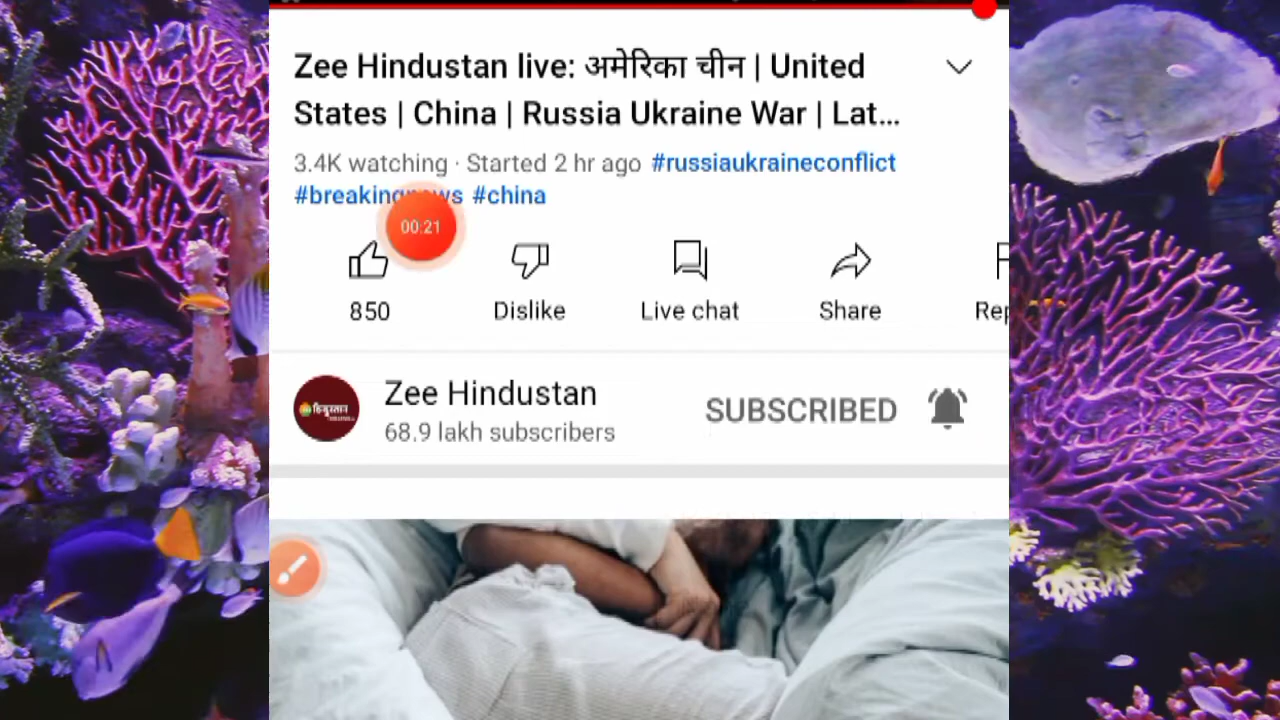 Zee Hindustan live: अमेरिका चीन | United
States | China | Russia Ukraine War | Lat...
3.4K watching · Started 2 hr ago #russiaukraineconflict
#breakingnews #china
00:21
850
Dislike
Live chat
Share
Rep
हिन्दुस्तान
Zee Hindustan
68.9 lakh subscribers
SUBSCRIBED